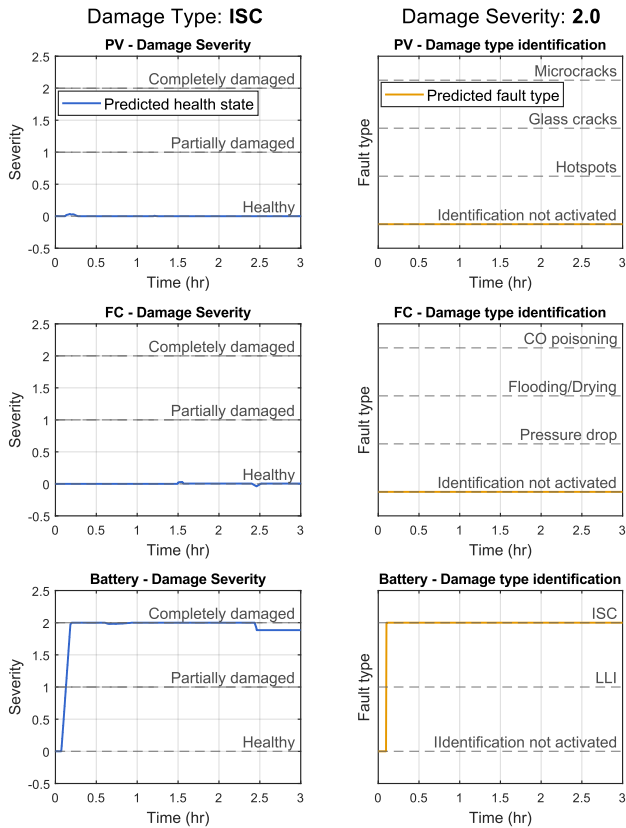 Damage Type: ISC
Damage Severity: 2.0
PV - Damage Severity
2.5
2
1.5
1
0.5
0
-0.5
Severity
Completely damaged
Predicted health state
Partially damaged
Healthy
0 0.5 1 1.5 2 2.5 3
Time (hr)
PV - Damage type identification
Fault type
Microcracks
Predicted fault type
Glass cracks
Hotspots
Identification not activated
0 0.5 1 1.5 2 2.5 3
Time (hr)
FC - Damage Severity
2.5
2
1.5
1
0.5
0
-0.5
Severity
Completely damaged
Partially damaged
Healthy
0 0.5 1 1.5 2 2.5 3
Time (hr)
FC - Damage type identification
Fault type
CO poisoning
Flooding/Drying
Pressure drop
Identification not activated
0 0.5 1 1.5 2 2.5 3
Time (hr)
Battery - Damage Severity
2.5
2
1.5
1
0.5
0
-0.5
Severity
Completely damaged
Partially damaged
Healthy
0 0.5 1 1.5 2 2.5 3
Time (hr)
Battery - Damage type identification
Fault type
ISC
LLI
IIdentification not activated
0 0.5 1 1.5 2 2.5 3
Time (hr)